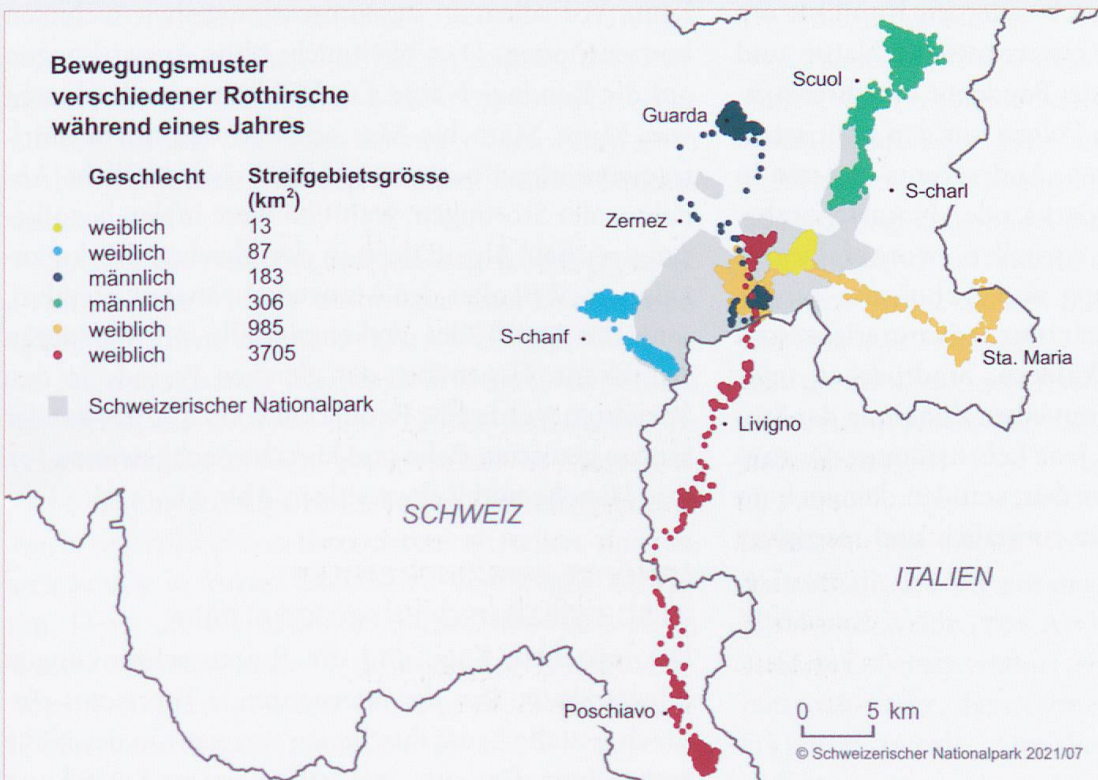 Bewegungsmuster
verschiedener Rothirsche
während eines Jahres
Geschlecht Streifgebietsgrösse
(km²)
weiblich 13
weiblich 87
männlich 183
männlich 306
weiblich 985
weiblich 3705
Schweizerischer Nationalpark
Scuol
Guarda
S-charl
Zernez
S-chanf
Sta. Maria
Livigno
SCHWEIZ
ITALIEN
Poschiavo
0 5 km
© Schweizerischer Nationalpark 2021/07